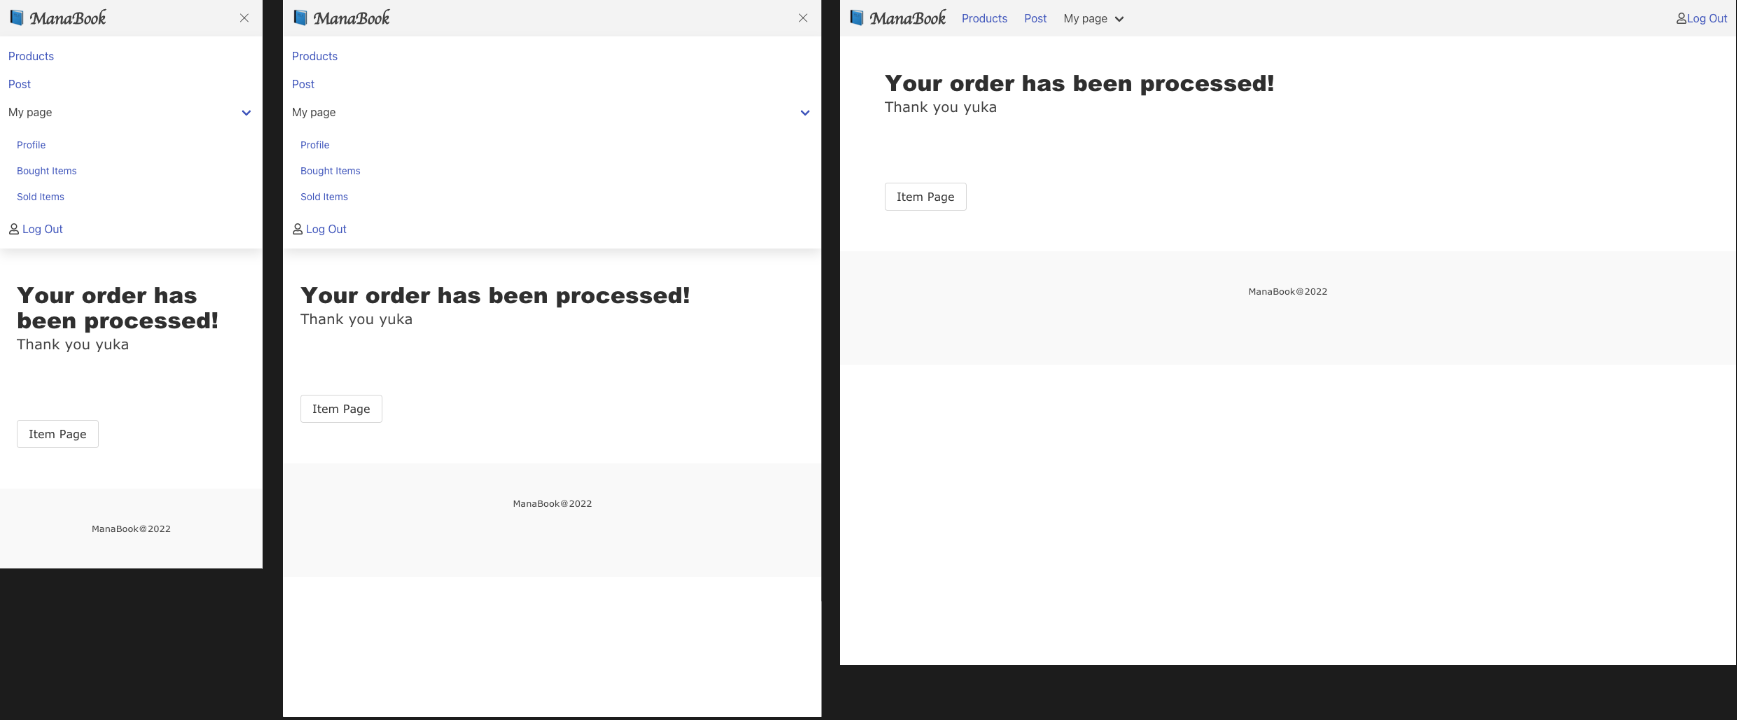 ManaBook
Products
Post
My page
Profile
Bought Items
Sold Items
Log Out
Your order has
been processed!
Thank you yuka
Item Page
ManaBook@2022
ManaBook
Products
Post
My page
Profile
Bought Items
Sold Items
Log Out
Your order has been processed!
Thank you yuka
Item Page
ManaBook@2022
ManaBook Products Post My page Log Out
Your order has been processed!
Thank you yuka
Item Page
ManaBook@2022